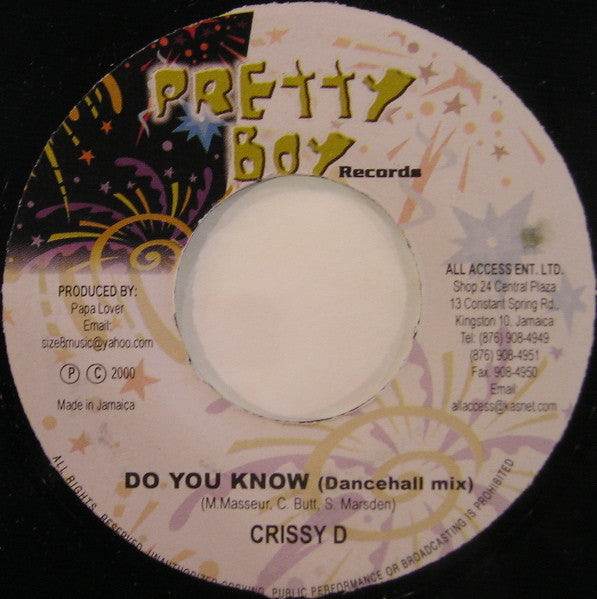 PRETTY
BOY
Records
PRODUCED BY:
Papa Lover
Email:
size8music@yahoo.com
P C 2000
Made in Jamaica
ALL ACCESS ENT. LTD.
Shop 24 Central Plaza
13 Constant Spring Rd.,
Kingston 10, Jamaica
Tel: (876) 908-4949
(876) 908-4951
Fax: 908-4950
Email
allaccess@kasnet.com
DO YOU KNOW (Dancehall mix)
(M.Masseur, C. Butt, S. Marsden)
CRISSY D
ALL RIGHTS RESERVED. UNAUTHORIZED COPYING, PUBLIC PERFORMANCE OR BROADCASTING IS PROHIBITED